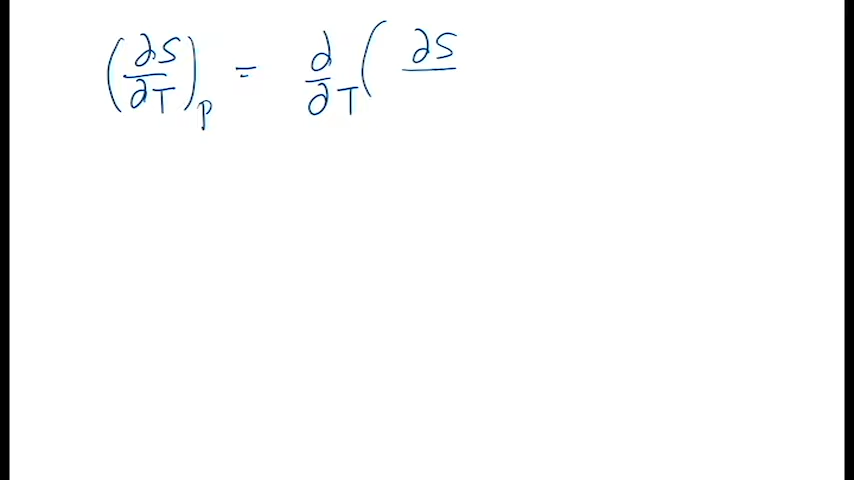 (∂S/∂T)_p = ∂/∂T ( ∂S